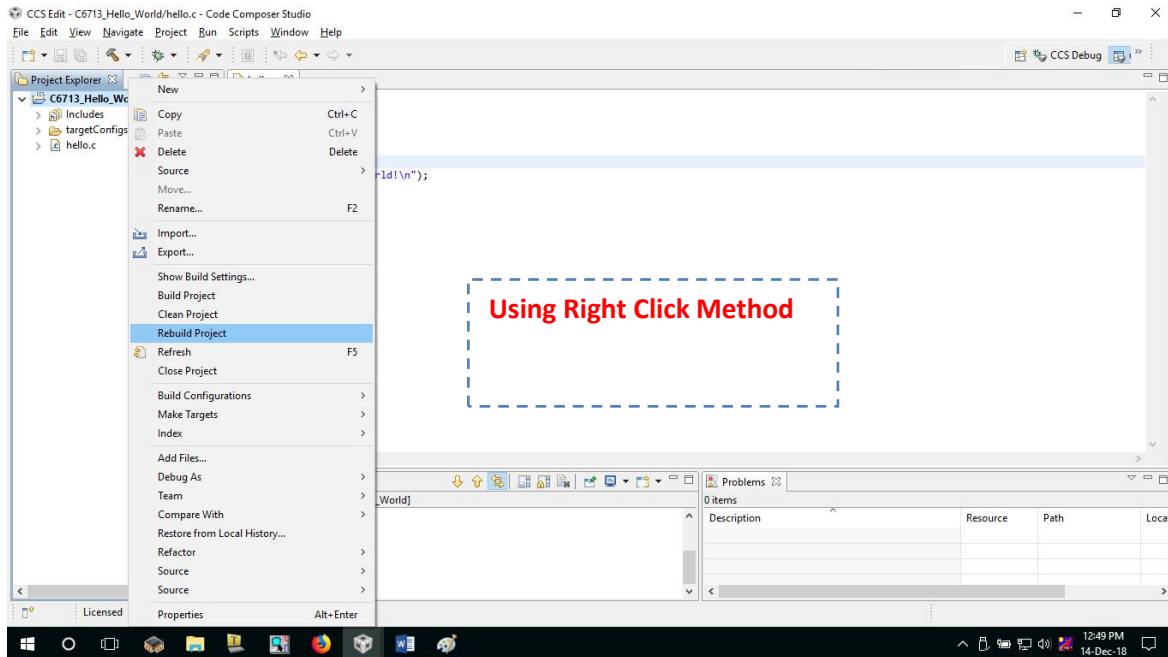 CCS Edit - C6713_Hello_World/hello.c - Code Composer Studio
File Edit View Navigate Project Run Scripts Window Help
CCS Debug
Project Explorer
C6713_Hello_Wo
Includes
targetConfigs
hello.c
New
Copy Ctrl+C
Paste Ctrl+V
Delete Delete
Source
Move...
Rename... F2
Import...
Export...
Show Build Settings...
Build Project
Clean Project
Rebuild Project
Refresh F5
Close Project
Build Configurations
Make Targets
Index
Add Files...
Debug As
Team
Compare With
Restore from Local History...
Refactor
Source
Source
Properties Alt+Enter
rld!\n");
Using Right Click Method
_World]
Problems
0 items
Description Resource Path Loca
Licensed
12:49 PM
14-Dec-18